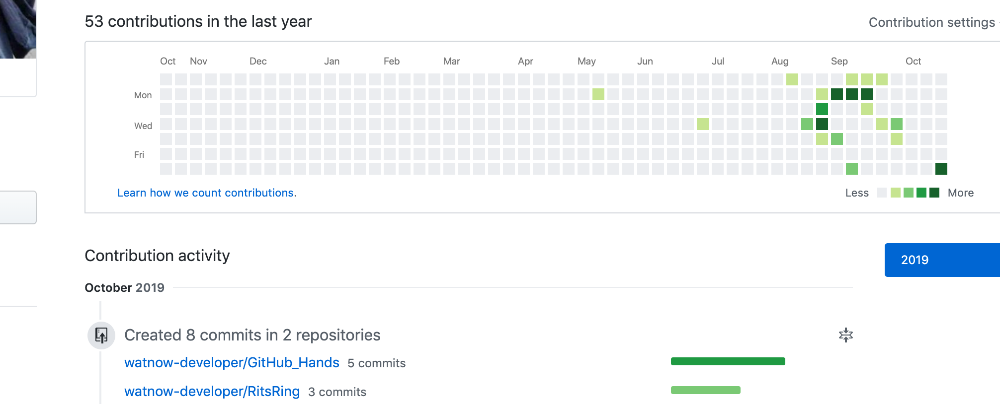 53 contributions in the last year
Contribution settings
Oct Nov Dec Jan Feb Mar Apr May Jun Jul Aug Sep Oct
Mon
Wed
Fri
Learn how we count contributions.
Less More
Contribution activity
2019
October 2019
Created 8 commits in 2 repositories
watnow-developer/GitHub_Hands 5 commits
watnow-developer/RitsRing 3 commits